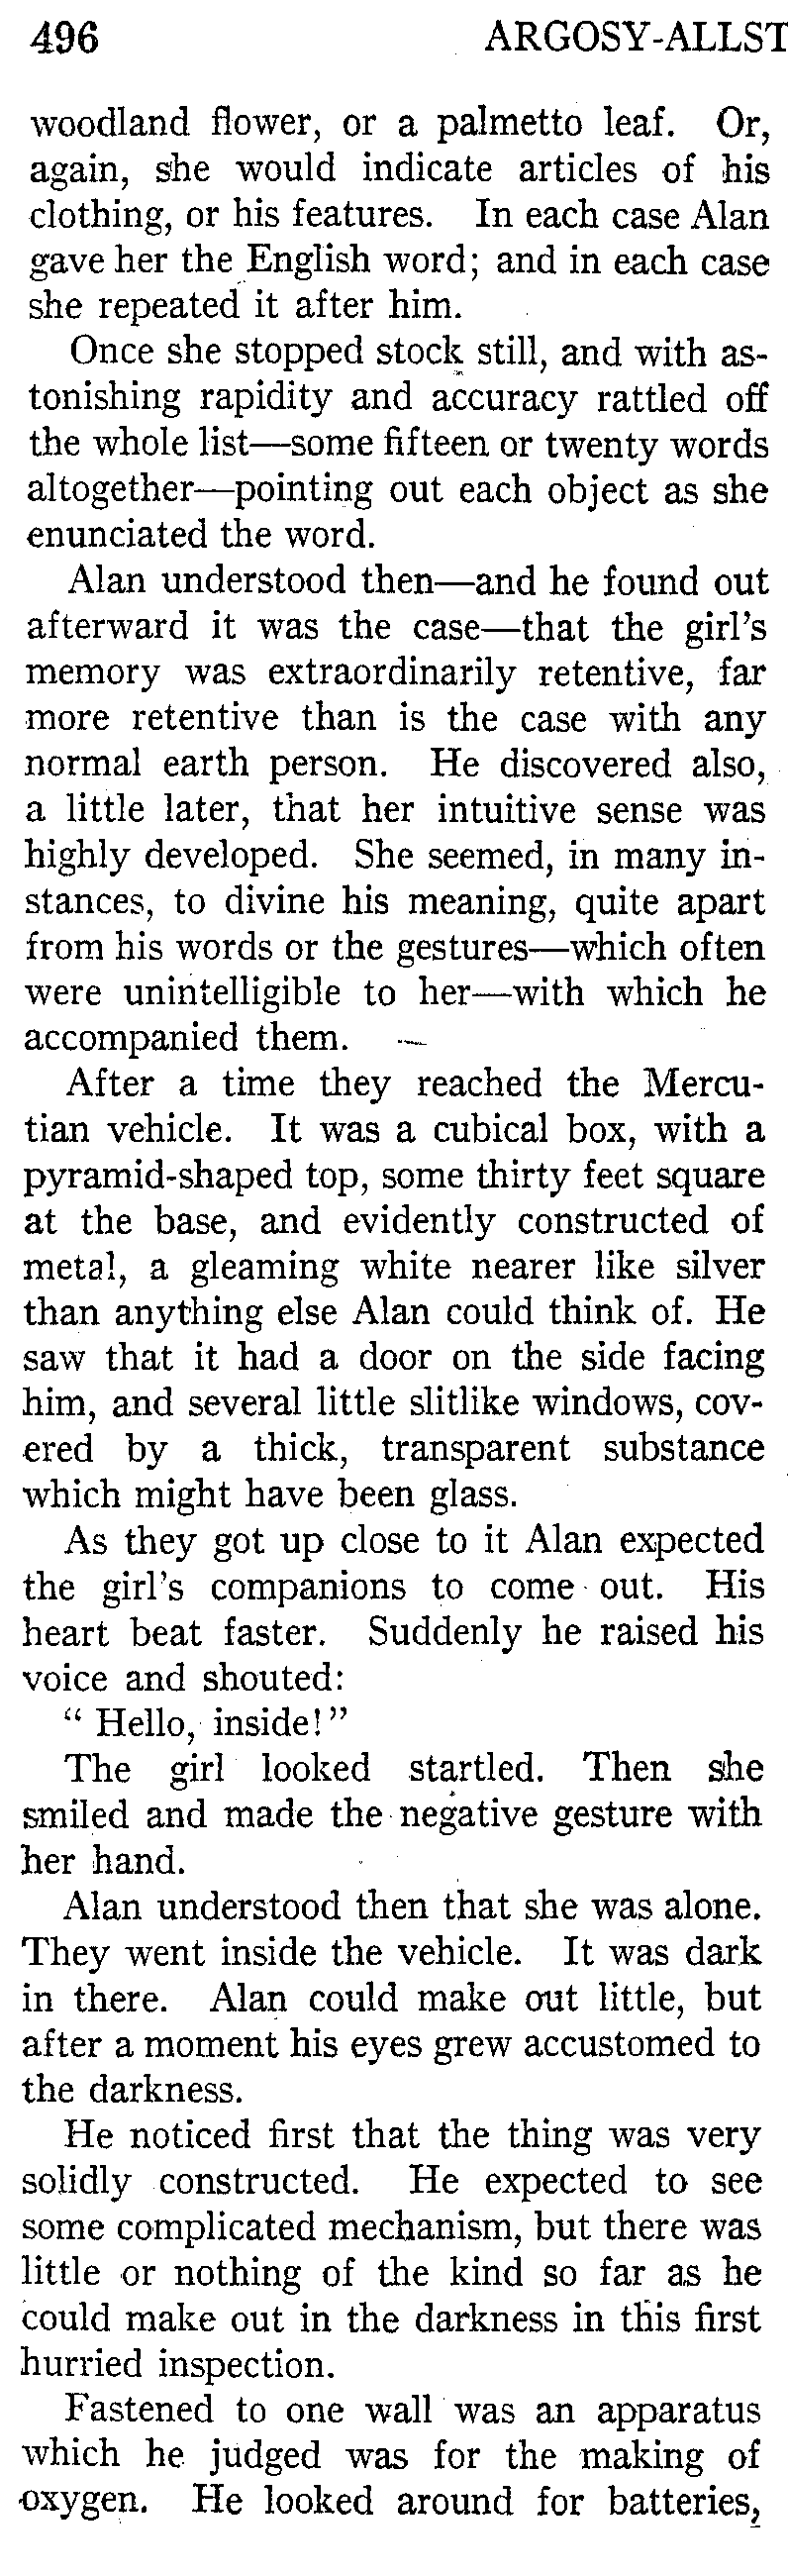 496 ARGOSY-ALLST
woodland flower, or a palmetto leaf. Or,
again, she would indicate articles of his
clothing, or his features. In each case Alan
gave her the English word; and in each case
she repeated it after him.
Once she stopped stock still, and with as-
tonishing rapidity and accuracy rattled off
the whole list—some fifteen or twenty words
altogether—pointing out each object as she
enunciated the word.
Alan understood then—and he found out
afterward it was the case—that the girl's
memory was extraordinarily retentive, far
more retentive than is the case with any
normal earth person. He discovered also,
a little later, that her intuitive sense was
highly developed. She seemed, in many in-
stances, to divine his meaning, quite apart
from his words or the gestures—which often
were unintelligible to her—with which he
accompanied them.
After a time they reached the Mercu-
tian vehicle. It was a cubical box, with a
pyramid-shaped top, some thirty feet square
at the base, and evidently constructed of
metal, a gleaming white nearer like silver
than anything else Alan could think of. He
saw that it had a door on the side facing
him, and several little slitlike windows, cov-
ered by a thick, transparent substance
which might have been glass.
As they got up close to it Alan expected
the girl's companions to come out. His
heart beat faster. Suddenly he raised his
voice and shouted:
“ Hello, inside!”
The girl looked startled. Then she
smiled and made the negative gesture with
her hand.
Alan understood then that she was alone.
They went inside the vehicle. It was dark
in there. Alan could make out little, but
after a moment his eyes grew accustomed to
the darkness.
He noticed first that the thing was very
solidly constructed. He expected to see
some complicated mechanism, but there was
little or nothing of the kind so far as he
could make out in the darkness in this first
hurried inspection.
Fastened to one wall was an apparatus
which he judged was for the making of
oxygen. He looked around for batteries,